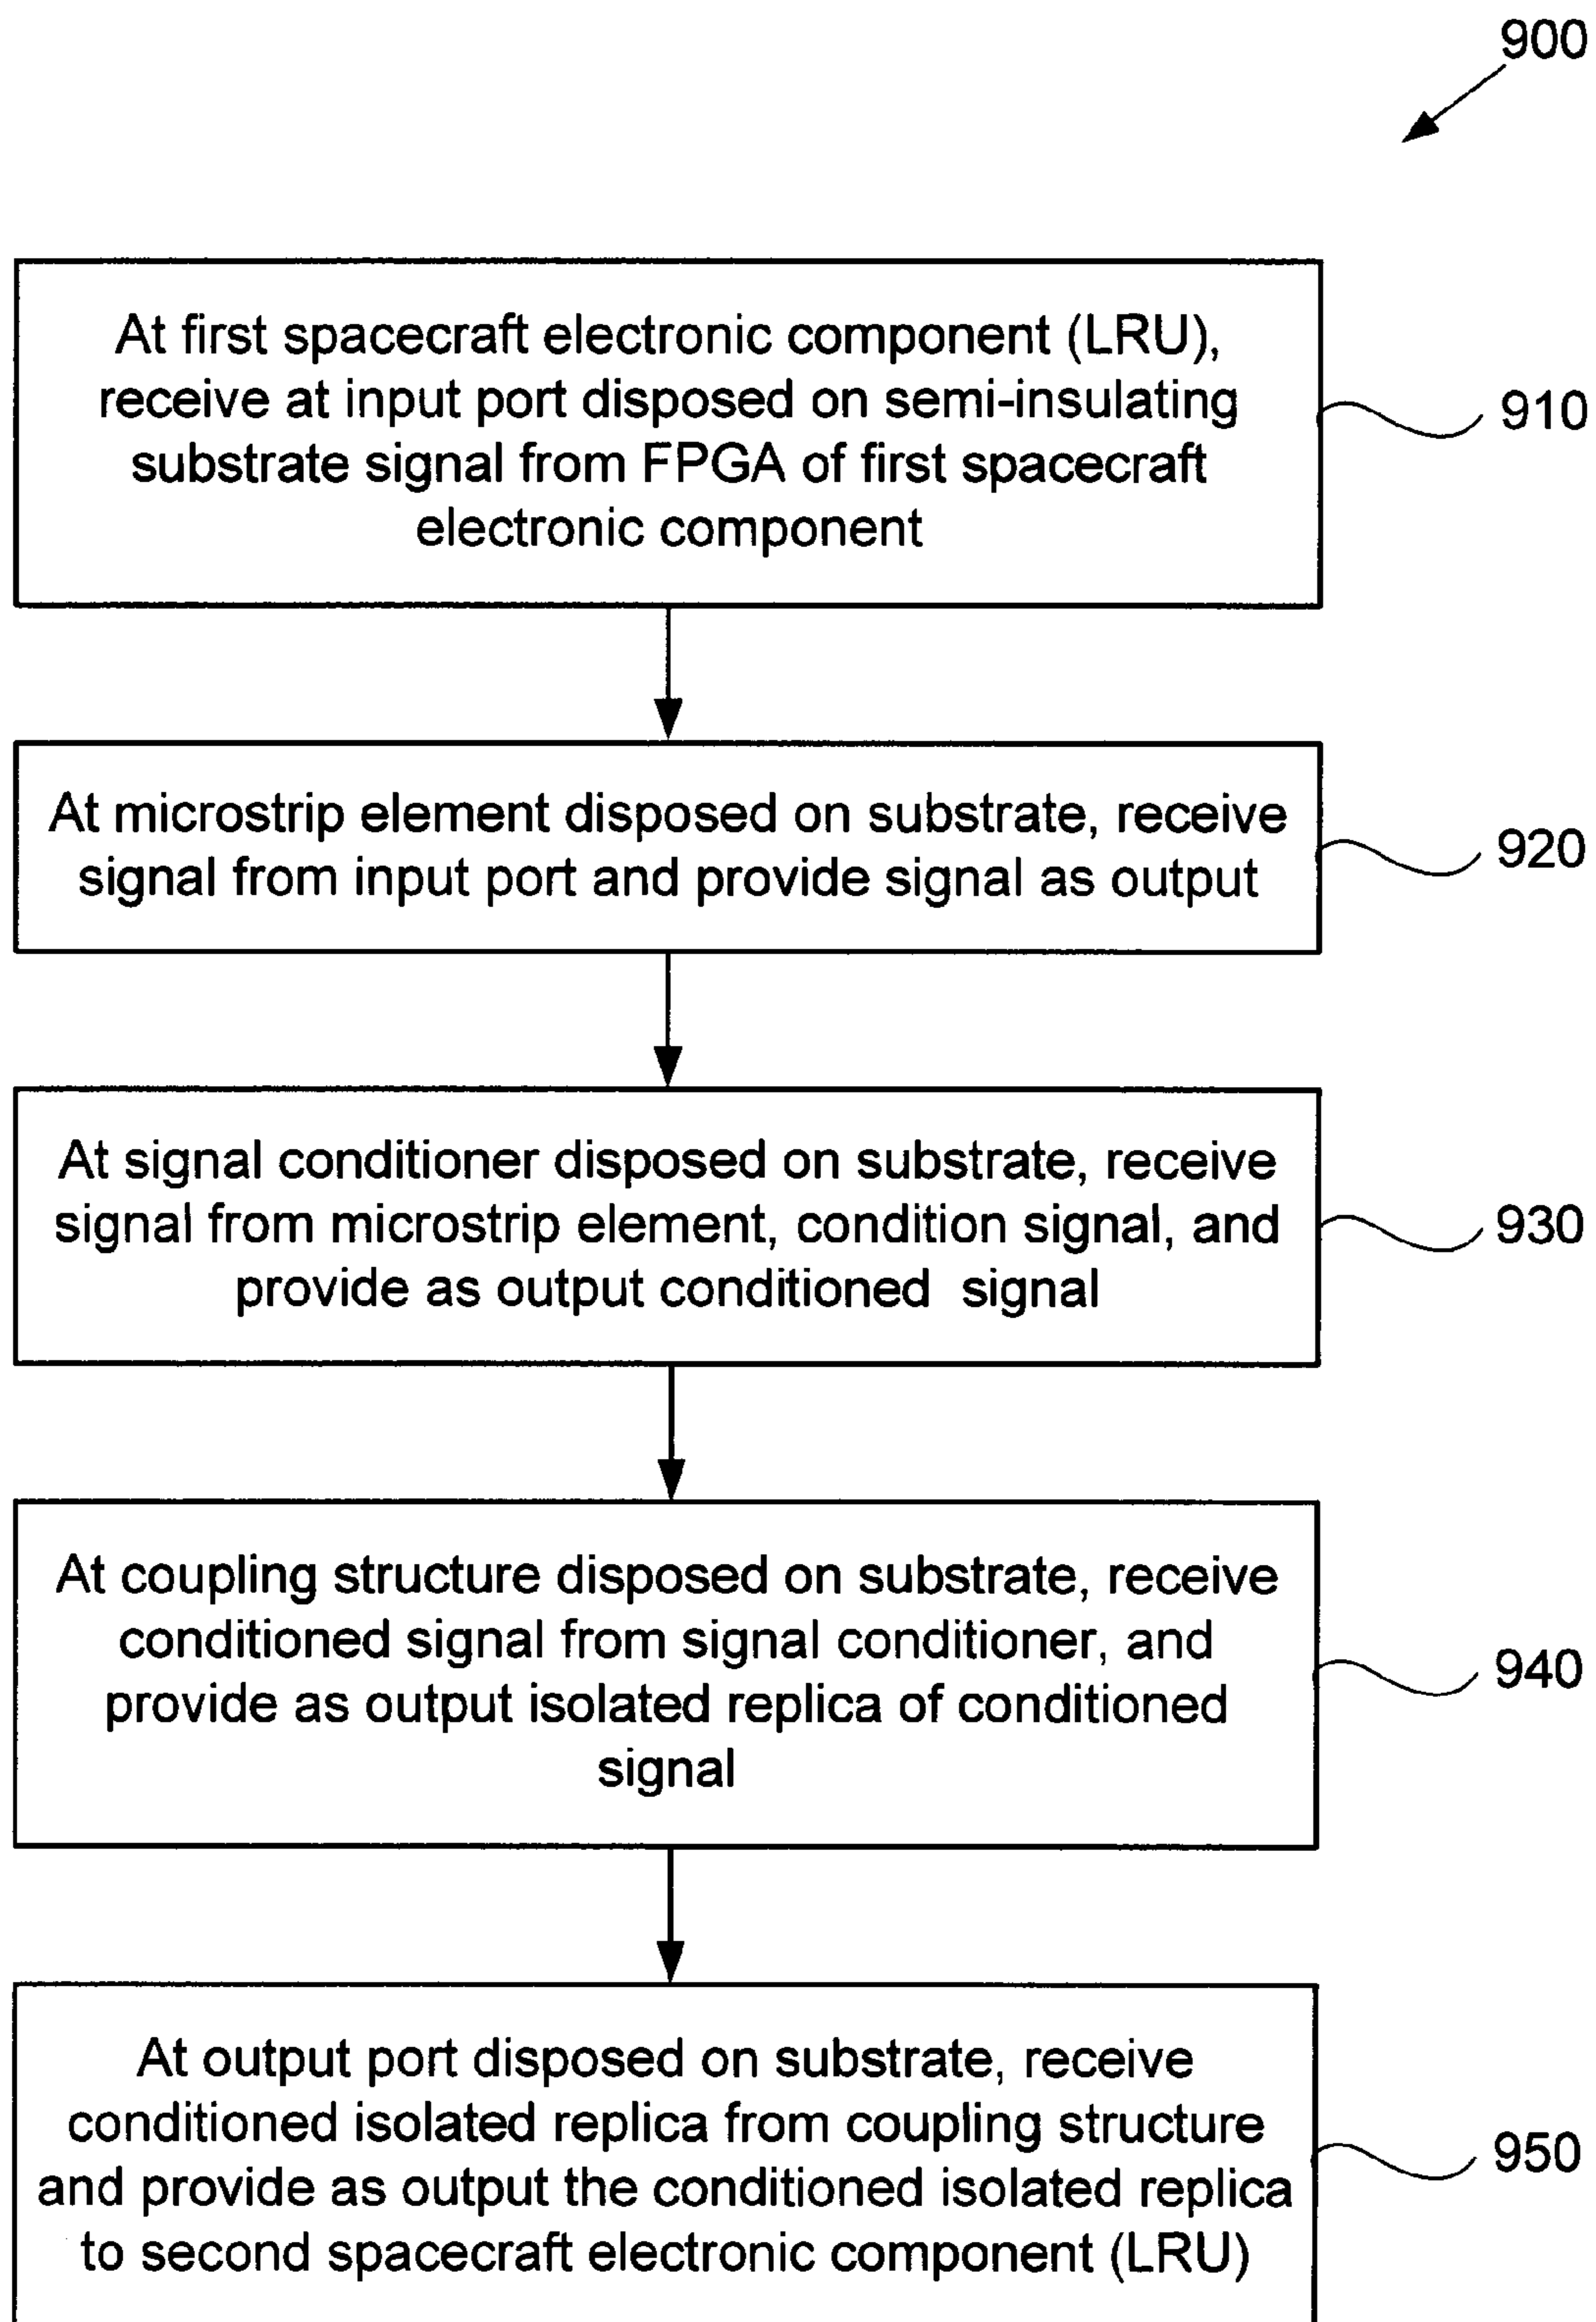 900
At first spacecraft electronic component (LRU),
receive at input port disposed on semi-insulating
substrate signal from FPGA of first spacecraft
electronic component
910
At microstrip element disposed on substrate, receive
signal from input port and provide signal as output
920
At signal conditioner disposed on substrate, receive
signal from microstrip element, condition signal, and
provide as output conditioned signal
930
At coupling structure disposed on substrate, receive
conditioned signal from signal conditioner, and
provide as output isolated replica of conditioned
signal
940
At output port disposed on substrate, receive
conditioned isolated replica from coupling structure
and provide as output the conditioned isolated replica
to second spacecraft electronic component (LRU)
950